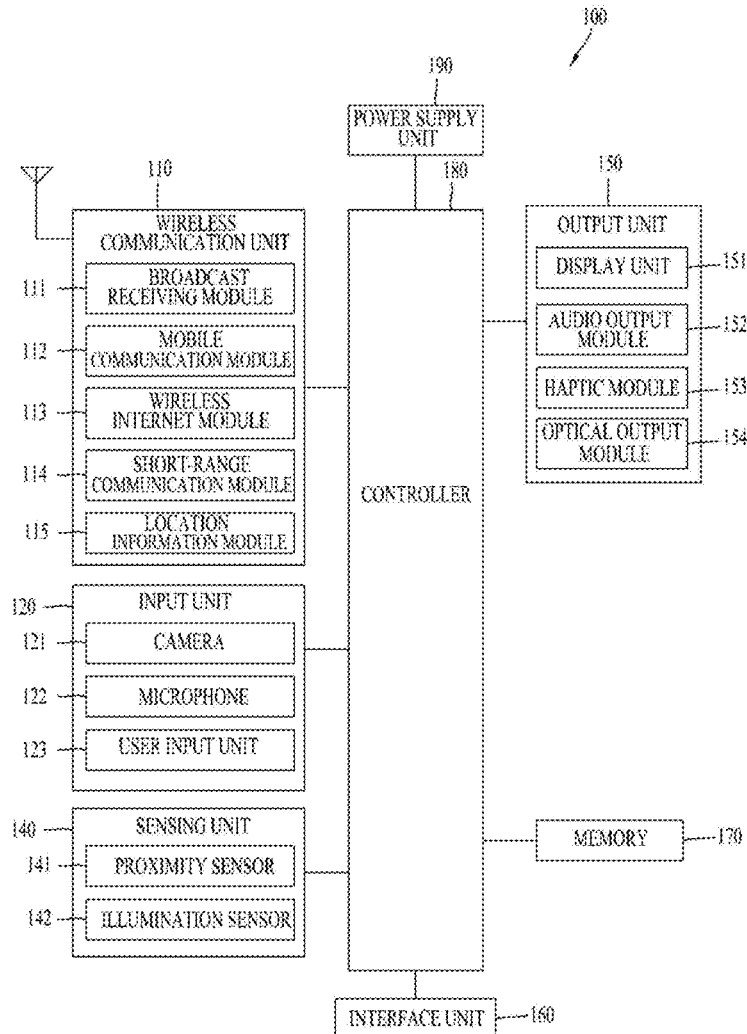 100
190
POWER SUPPLY
UNIT
110
180
150
WIRELESS
COMMUNICATION UNIT
OUTPUT UNIT
111
BROADCAST
RECEIVING MODULE
DISPLAY UNIT
151
112
MOBILE
COMMUNICATION MODULE
AUDIO OUTPUT
MODULE
152
113
WIRELESS
INTERNET MODULE
HAPTIC MODULE
153
114
SHORT-RANGE
COMMUNICATION MODULE
OPTICAL OUTPUT
MODULE
154
CONTROLLER
115
LOCATION
INFORMATION MODULE
120
INPUT UNIT
121
CAMERA
122
MICROPHONE
123
USER INPUT UNIT
140
SENSING UNIT
141
PROXIMITY SENSOR
142
ILLUMINATION SENSOR
MEMORY
170
INTERFACE UNIT
160